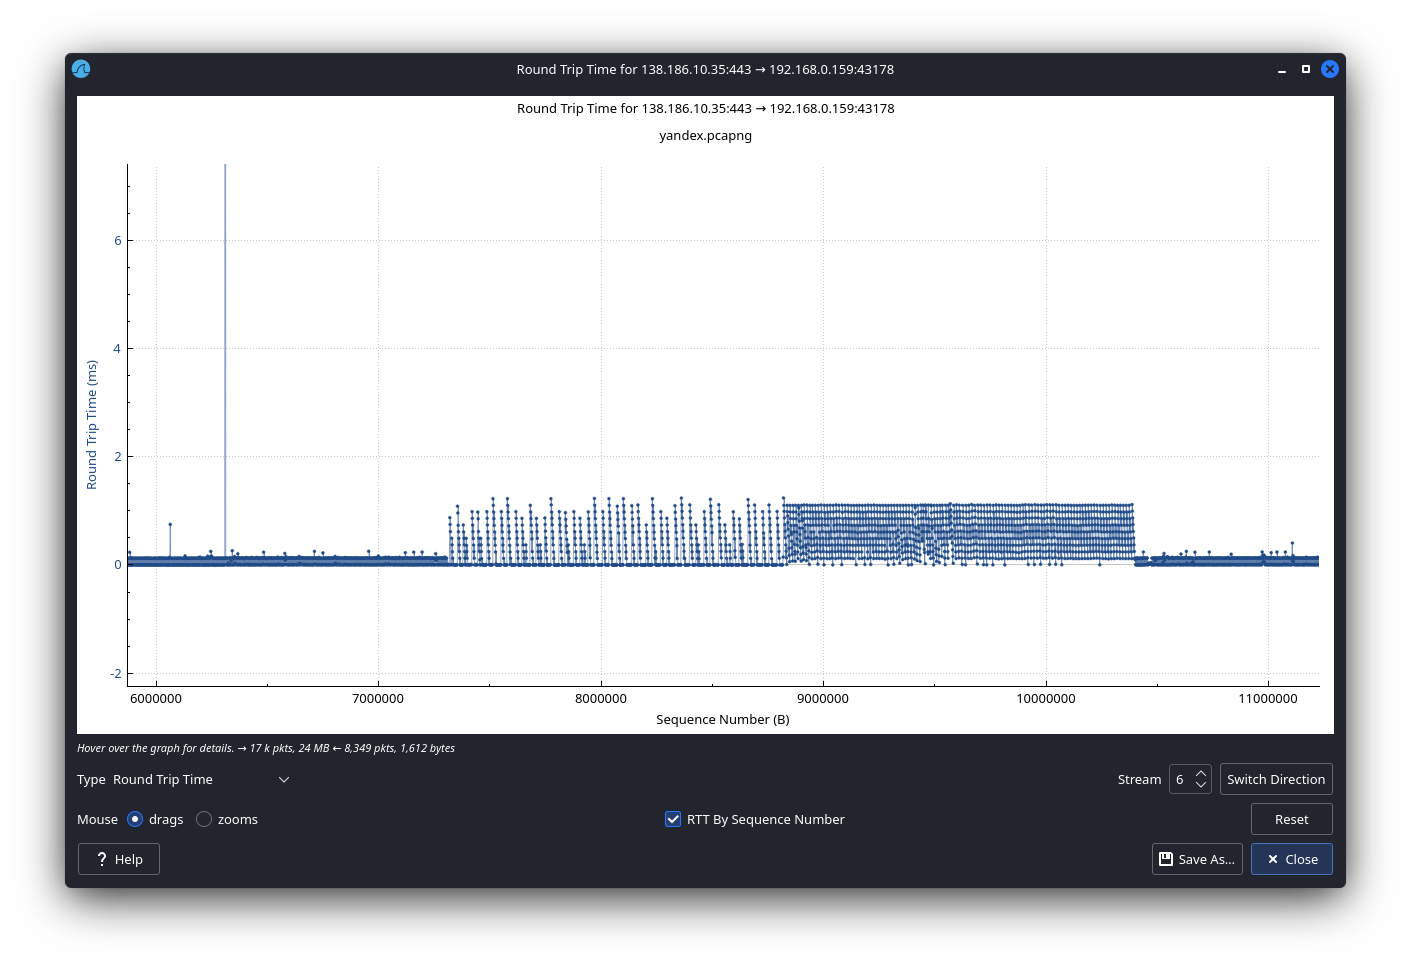 Round Trip Time for 138.186.10.35:443 → 192.168.0.159:43178
Round Trip Time for 138.186.10.35:443 → 192.168.0.159:43178
yandex.pcapng
Round Trip Time (ms)
6
4
2
0
-2
6000000 7000000 8000000 9000000 10000000 11000000
Sequence Number (B)
Hover over the graph for details. → 17 k pkts, 24 MB ← 8,349 pkts, 1,612 bytes
Type Round Trip Time Stream 6 Switch Direction
Mouse drags zooms RTT By Sequence Number Reset
? Help Save As... Close